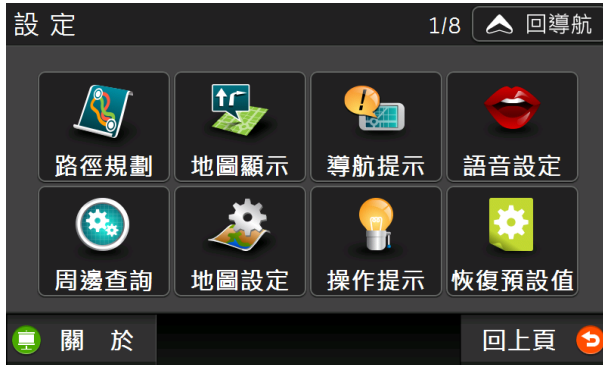 設 定 1/8 回導航
路徑規劃 地圖顯示 導航提示 語音設定
周邊查詢 地圖設定 操作提示 恢復預設值
關 於 回上頁